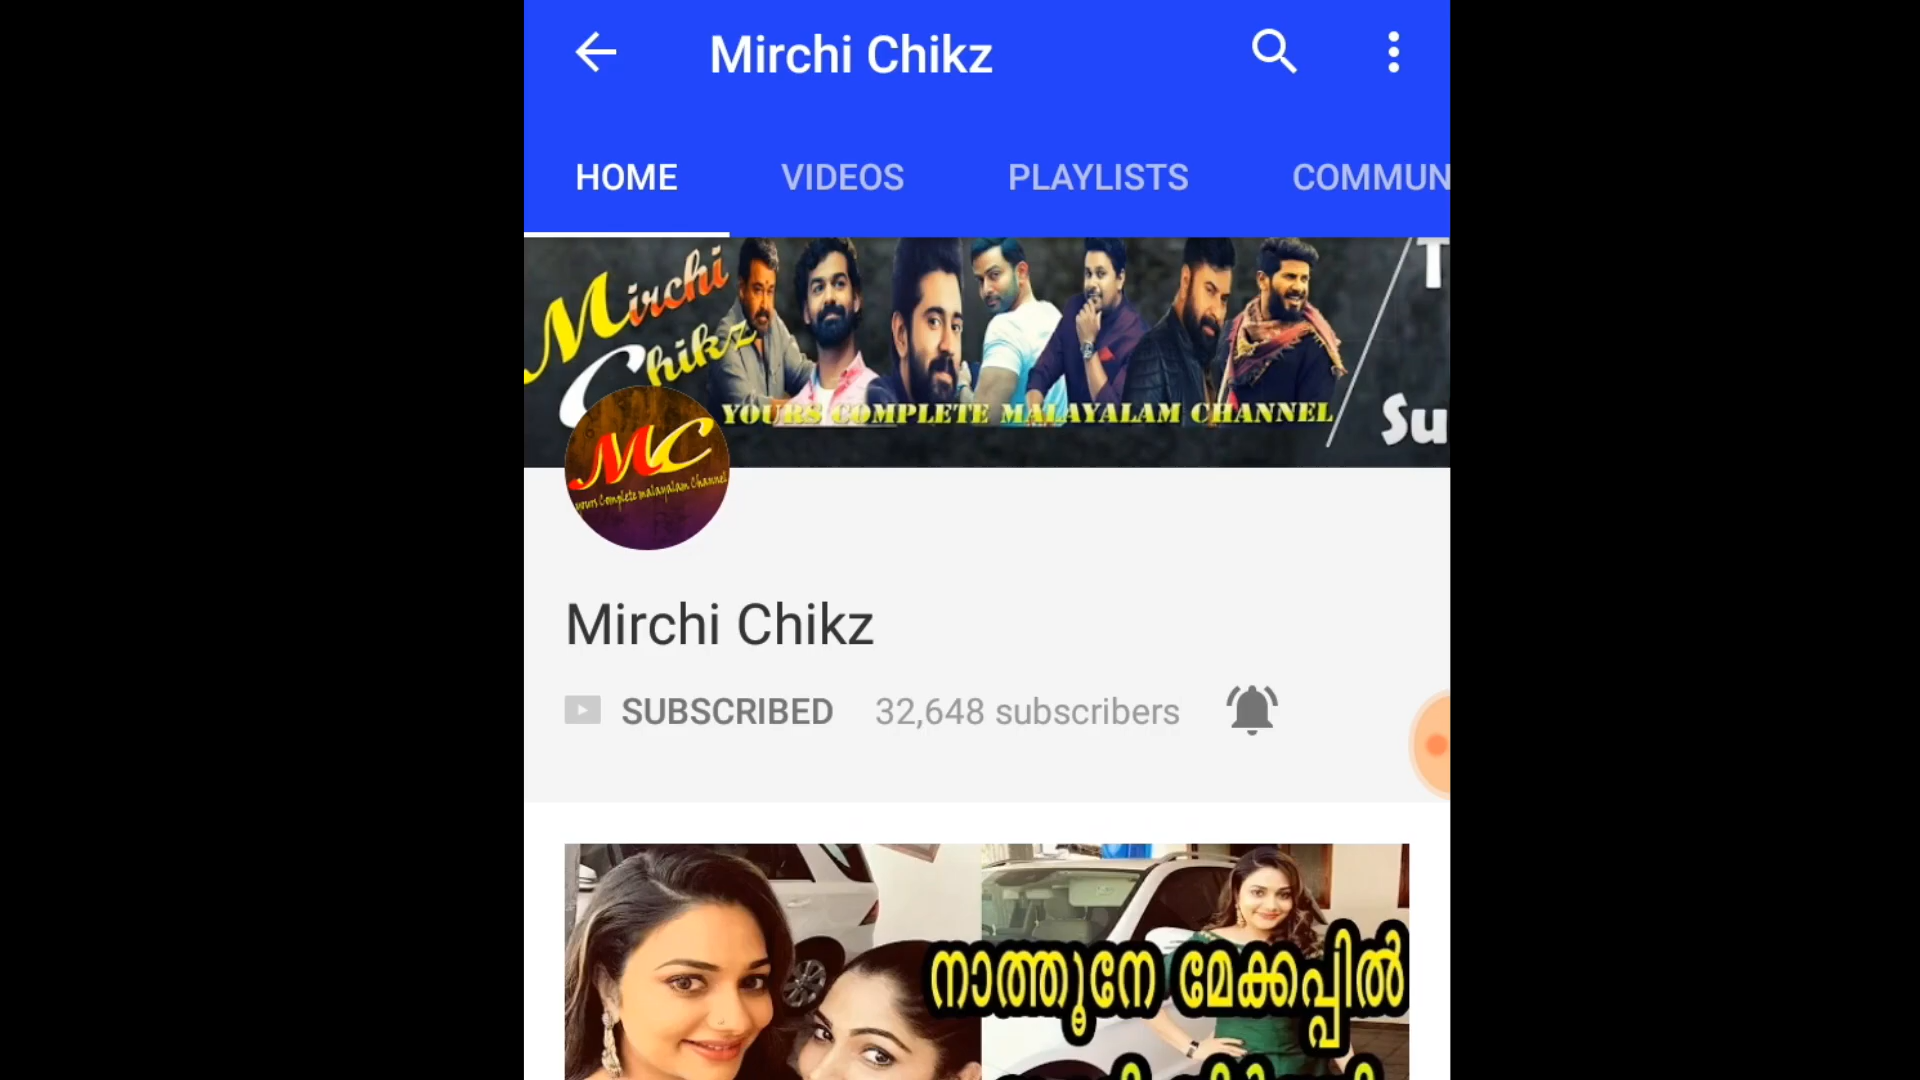 Mirchi Chikz
HOME VIDEOS PLAYLISTS COMMUN
Mirchi
Chikz
YOURS COMPLETE MALAYALAM CHANNEL
T
Su
MC
yours Complete malayalam Channel
Mirchi Chikz
SUBSCRIBED 32,648 subscribers
നാത്തൂനേ മേക്കപ്പിൽ